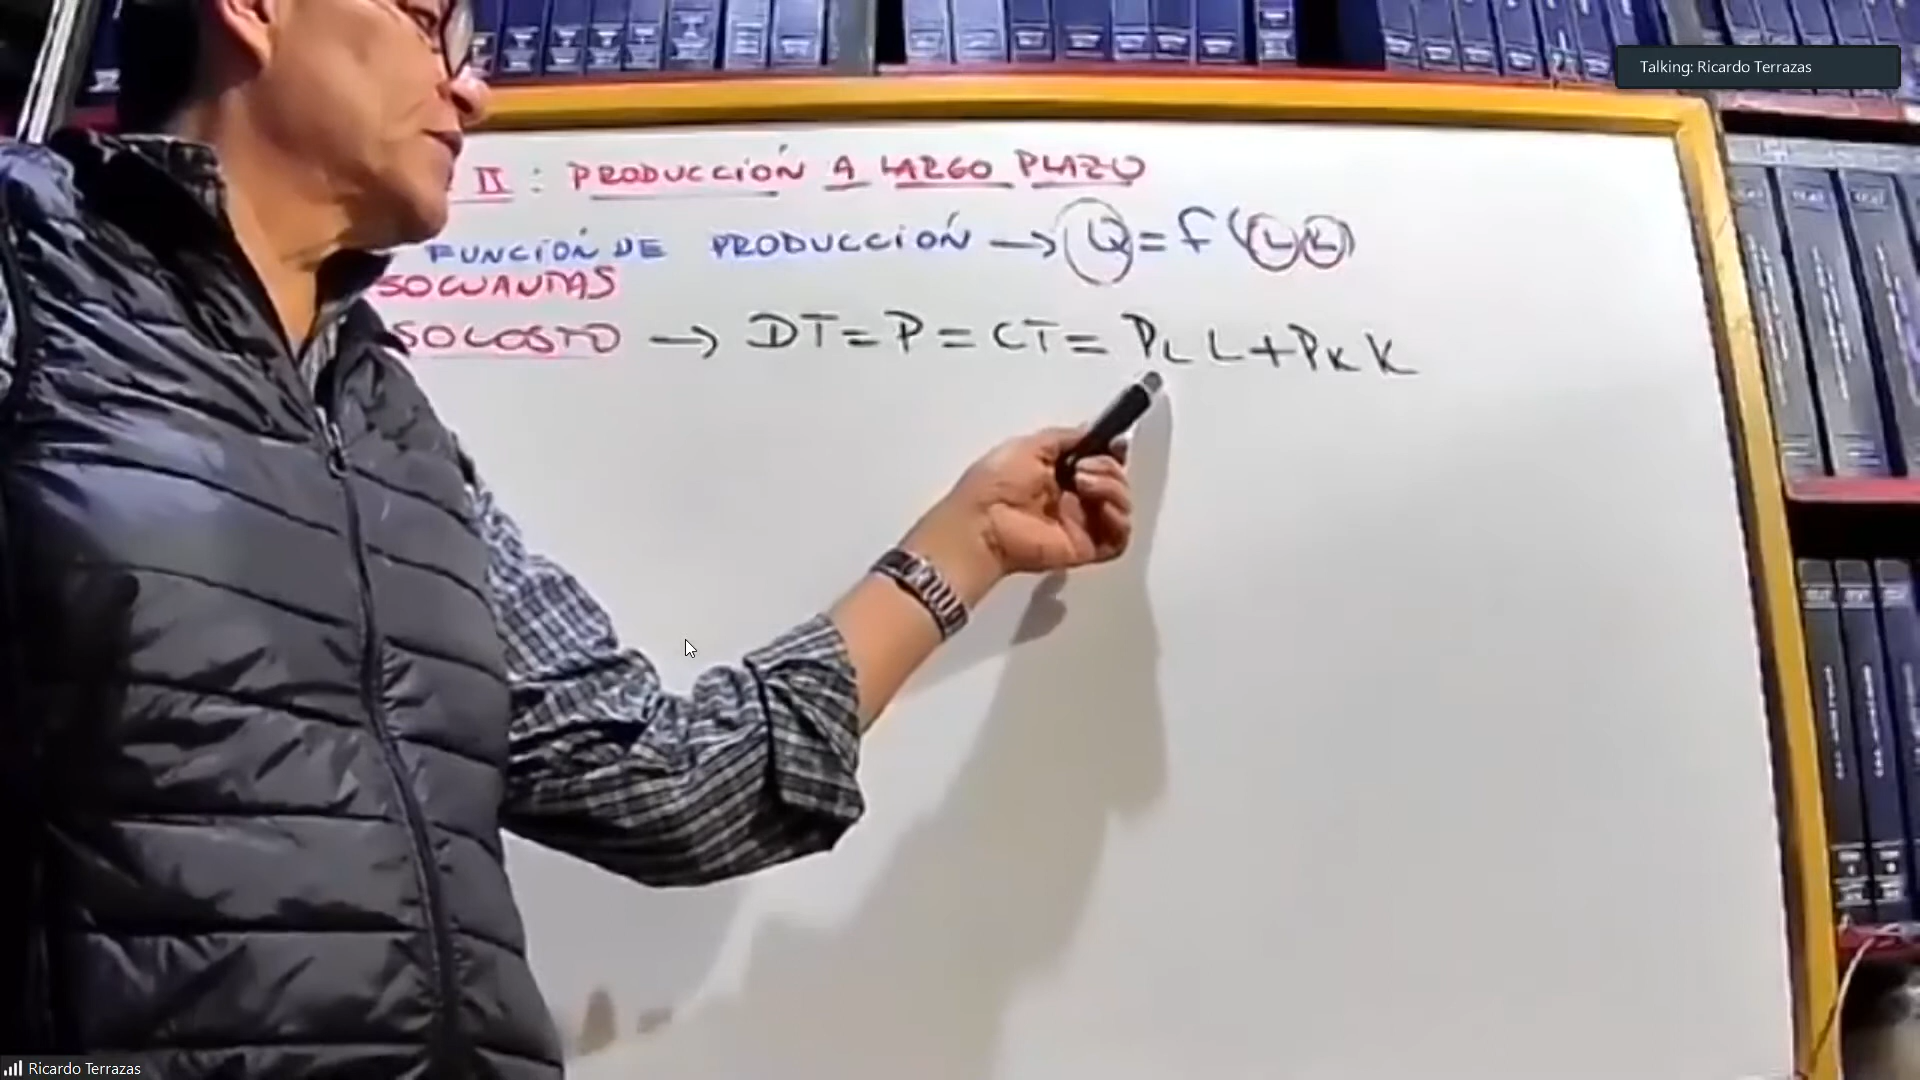 Talking: Ricardo Terrazas
II : PRODUCCIÓN A LARGO PLAZO
FUNCIÓN DE PRODUCCIÓN → Q = f (L K)
SOCUANTAS
SOCOSTO → DT = P = CT = PL L + PK K
Ricardo Terrazas